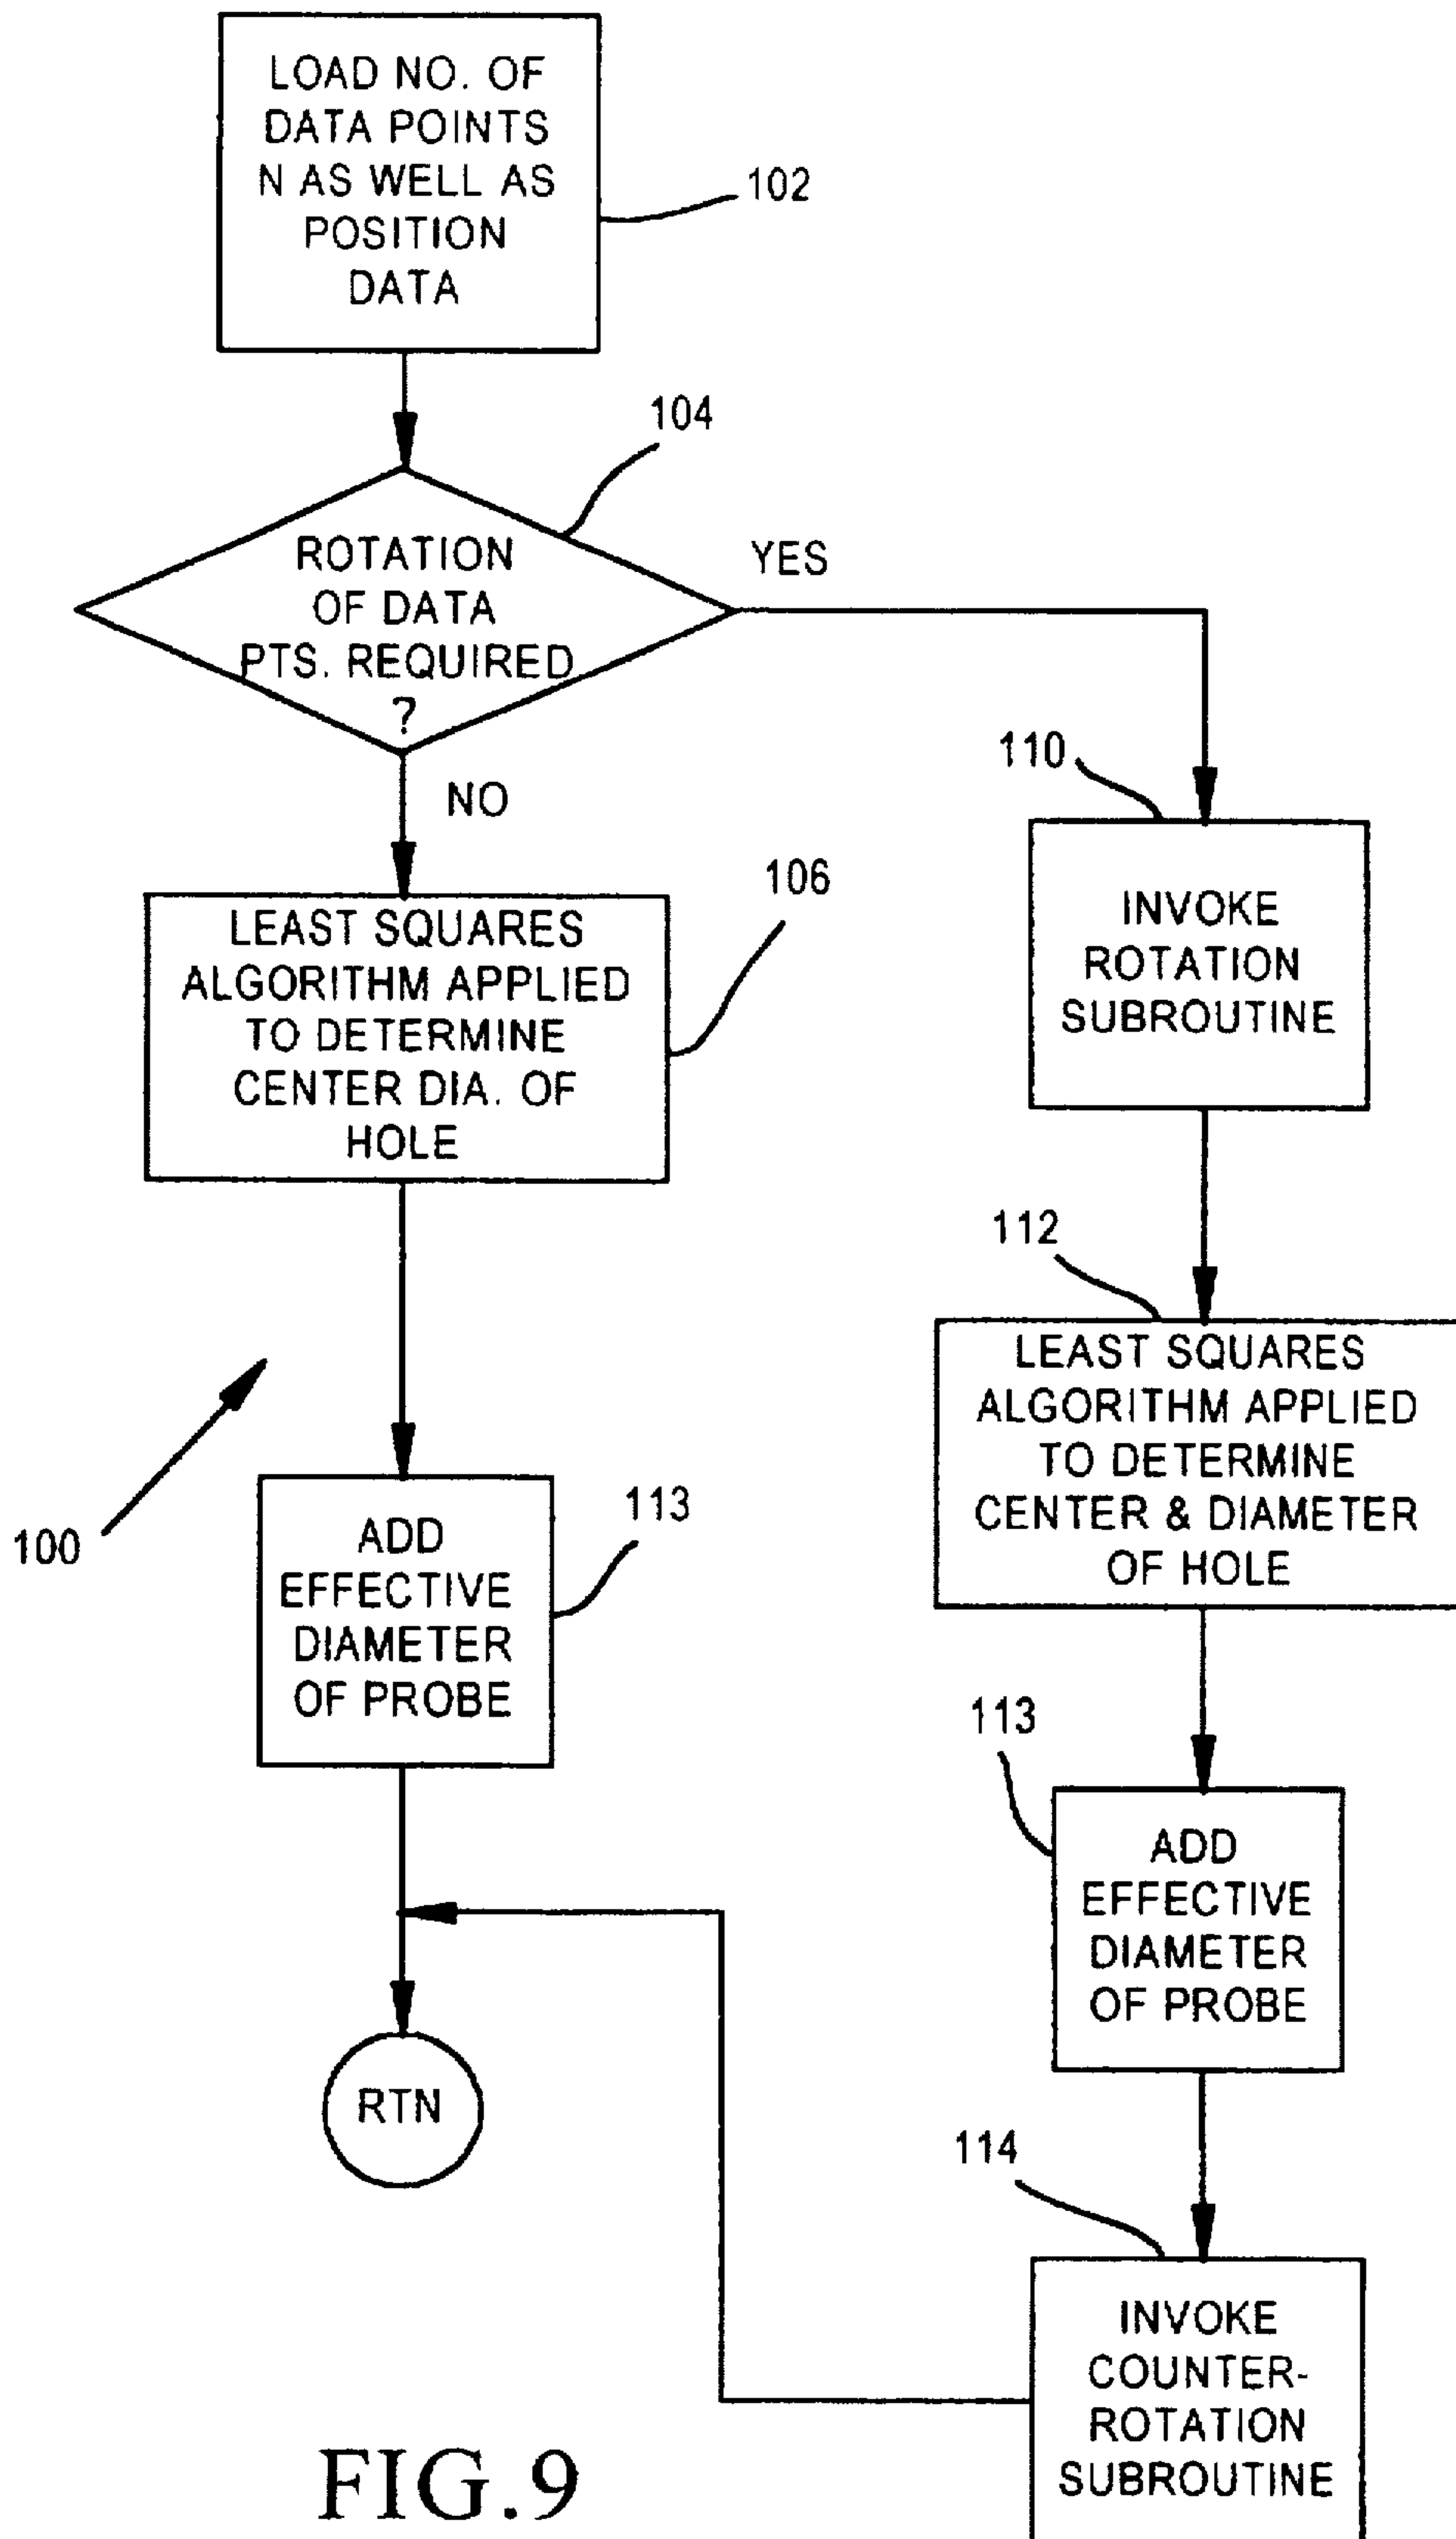 LOAD NO. OF
DATA POINTS
N AS WELL AS
POSITION
DATA
102
104
ROTATION
OF DATA
PTS. REQUIRED
?
YES
NO
106
LEAST SQUARES
ALGORITHM APPLIED
TO DETERMINE
CENTER DIA. OF
HOLE
110
INVOKE
ROTATION
SUBROUTINE
112
LEAST SQUARES
ALGORITHM APPLIED
TO DETERMINE
CENTER & DIAMETER
OF HOLE
100
113
ADD
EFFECTIVE
DIAMETER
OF PROBE
113
ADD
EFFECTIVE
DIAMETER
OF PROBE
RTN
114
INVOKE
COUNTER-
ROTATION
SUBROUTINE
FIG.9